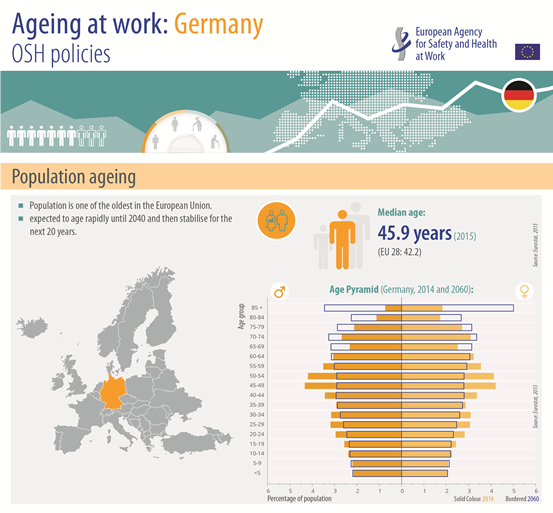 Ageing at work: Germany
OSH policies
European Agency
for Safety and Health
at Work
Population ageing
Population is one of the oldest in the European Union.
expected to age rapidly until 2040 and then stabilise for the
next 20 years.
Median age:
45.9 years (2015)
(EU 28: 42.2)
Source: Eurostat, 2015
Age Pyramid (Germany, 2014 and 2060):
Age group
85 +
80-84
75-79
70-74
65-69
60-64
55-59
50-54
45-49
40-44
35-39
30-34
25-29
20-24
15-19
10-14
5-9
<5
6 5 4 3 2 1 0 1 2 3 4 5 6
Percentage of population
Solid Colour 2014 Bordered 2060
Source: Eurostat, 2015